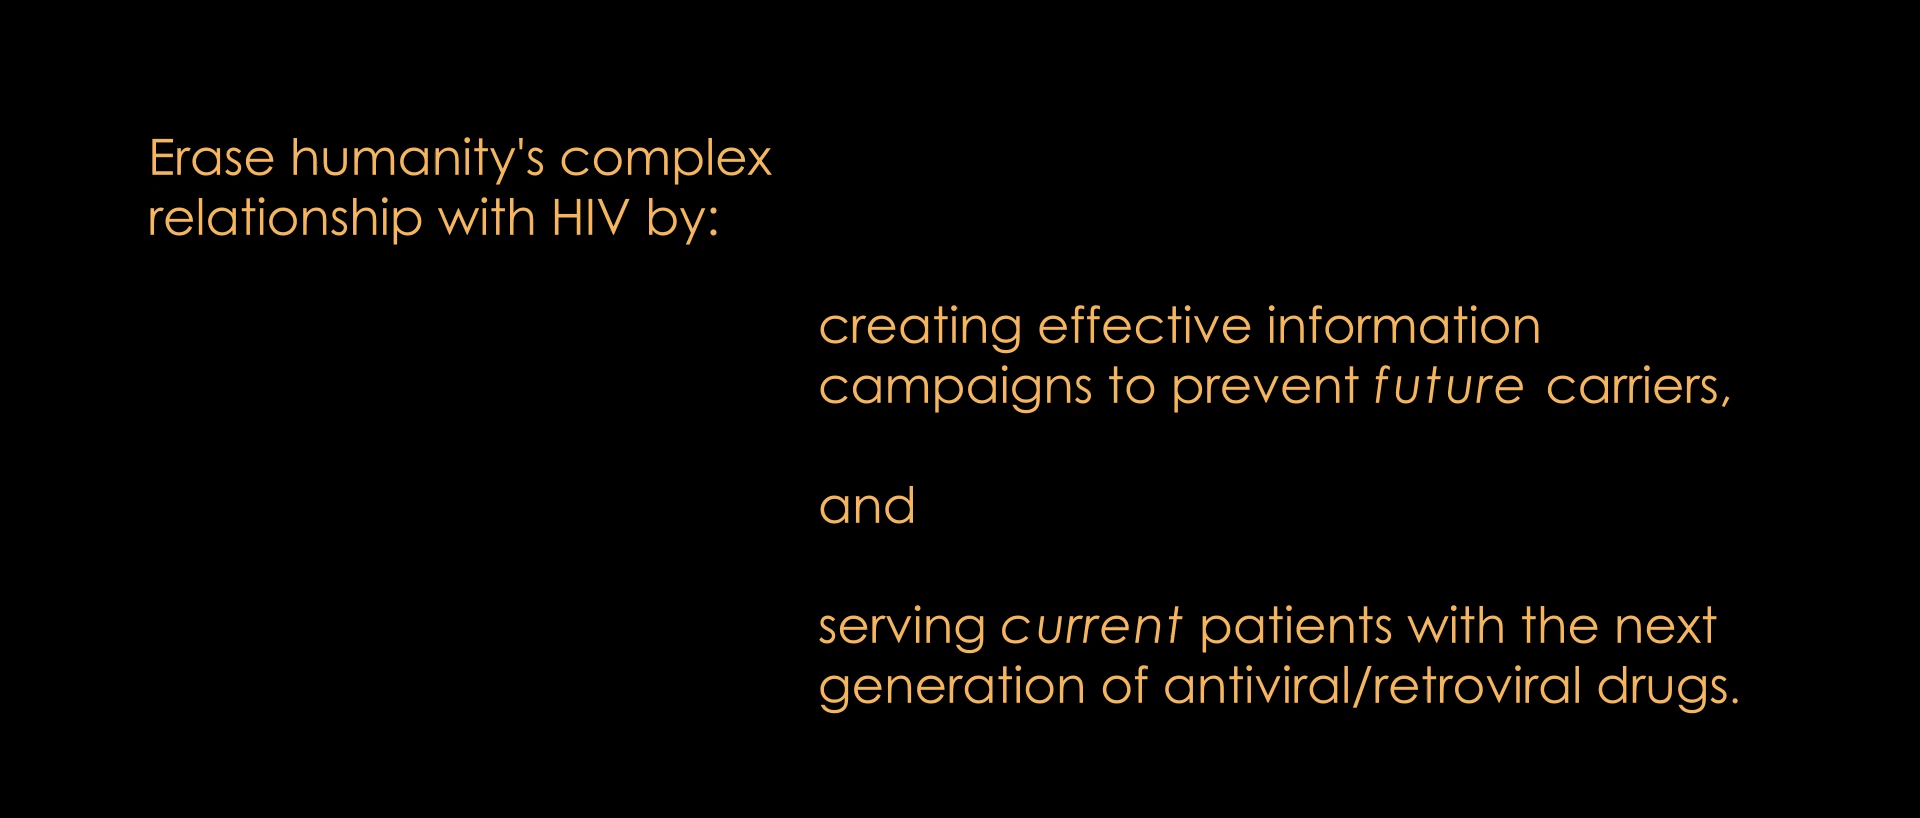 Erase humanity's complex
relationship with HIV by:
creating effective information
campaigns to prevent future carriers,
and
serving current patients with the next
generation of antiviral/retroviral drugs.